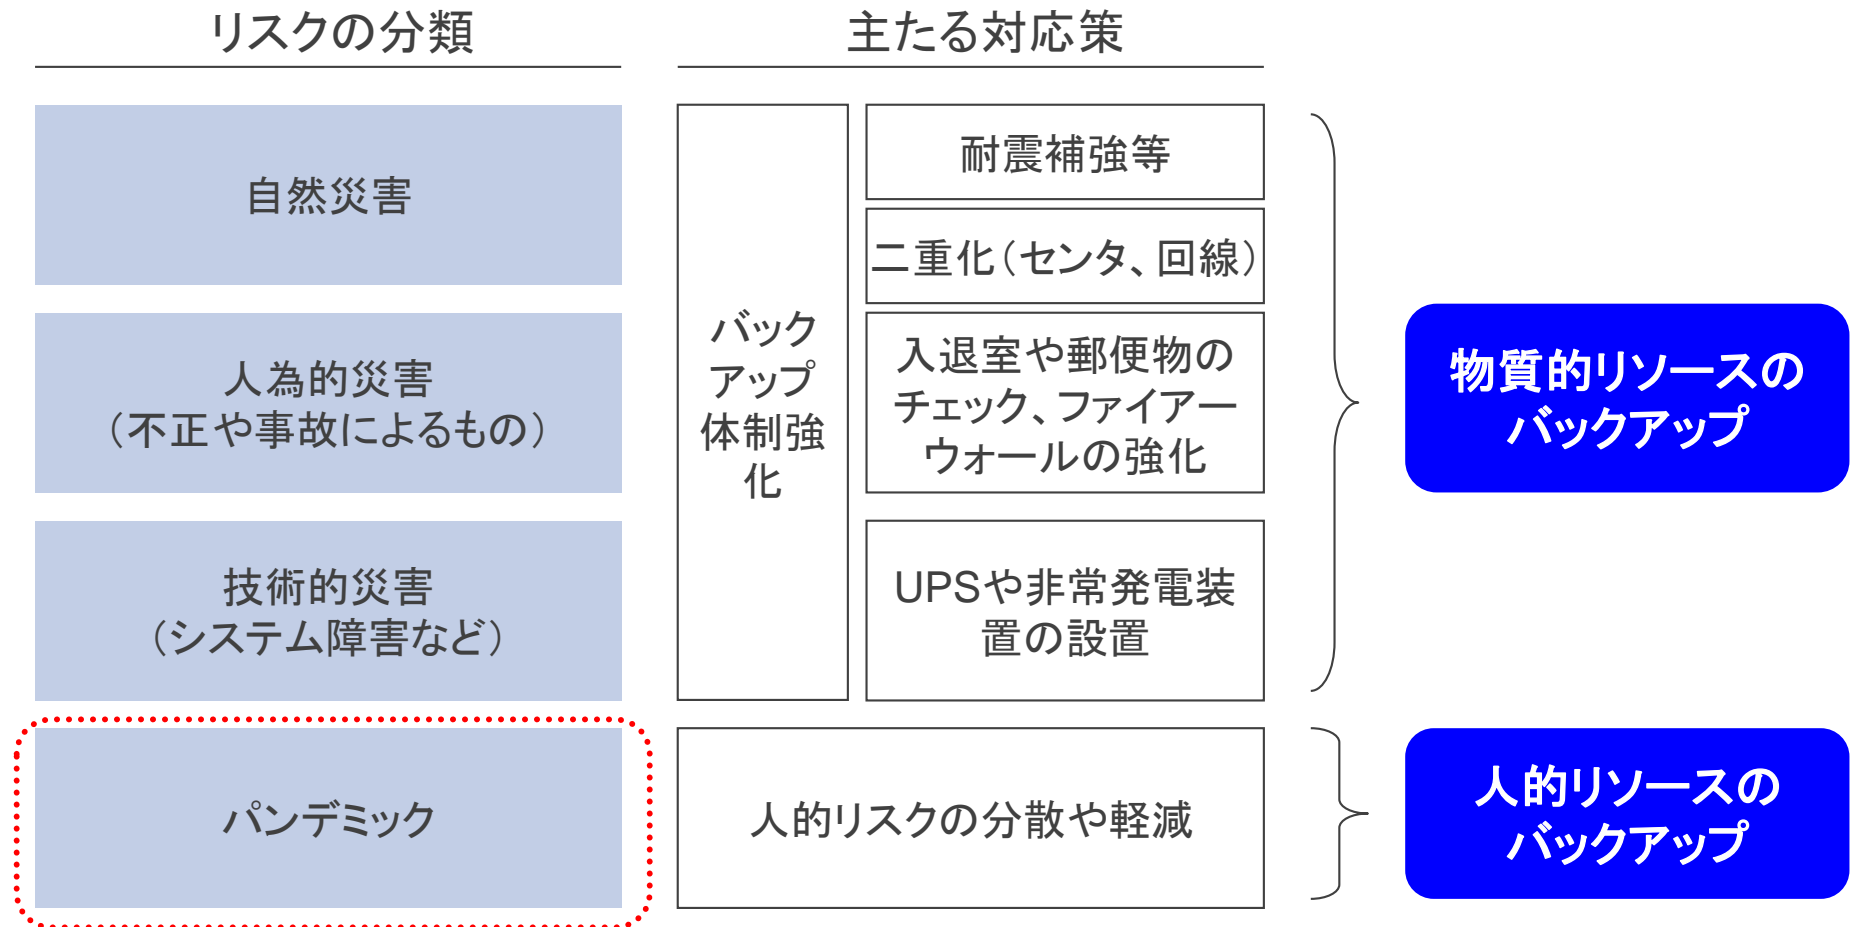 リスクの分類
主たる対応策
自然災害
人為的災害
（不正や事故によるもの）
技術的災害
（システム障害など）
パンデミック
バック
アップ
体制強
化
耐震補強等
二重化（センタ、回線）
入退室や郵便物の
チェック、ファイアー
ウォールの強化
UPSや非常発電装
置の設置
人的リスクの分散や軽減
物質的リソースの
バックアップ
人的リソースの
バックアップ